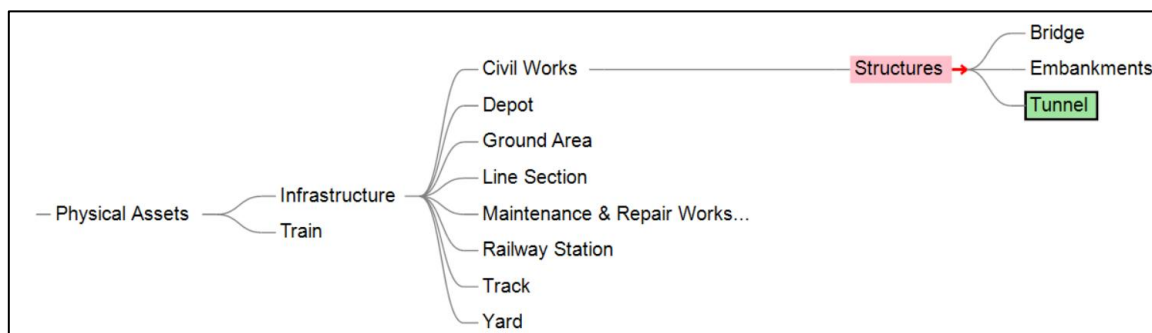 Physical Assets
Infrastructure
Train
Civil Works
Depot
Ground Area
Line Section
Maintenance & Repair Works...
Railway Station
Track
Yard
Structures
Bridge
Embankments
Tunnel